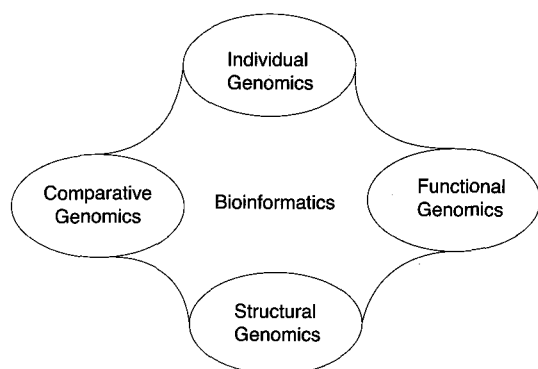 Individual
Genomics
Comparative
Genomics
Bioinformatics
Functional
Genomics
Structural
Genomics